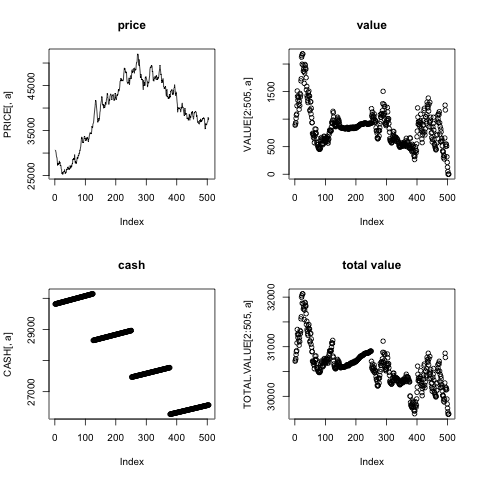 price
PRICE[, a]
25000 35000 45000
0 100 200 300 400 500
Index
value
VALUE[2:505, a]
0 500 1500
0 100 200 300 400 500
Index
cash
CASH[, a]
27000 29000
0 100 200 300 400 500
Index
total value
TOTAL.VALUE[2:505, a]
30000 31000 32000
0 100 200 300 400 500
Index